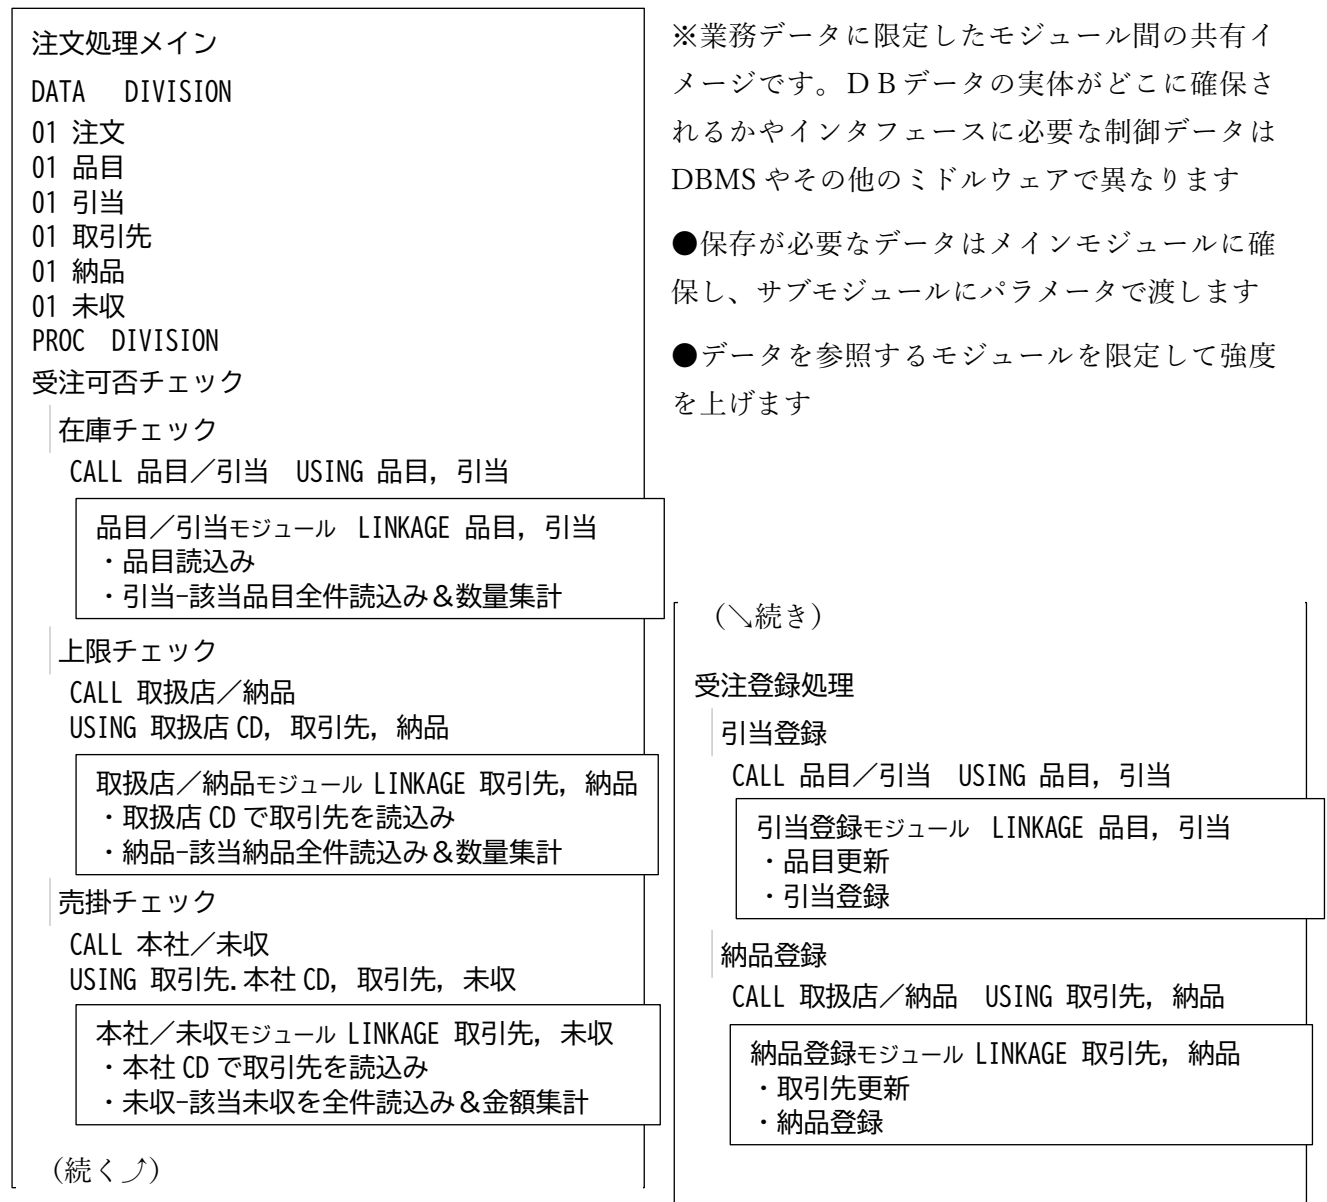 注文処理メイン
DATA DIVISION
01 注文
01 品目
01 引当
01 取引先
01 納品
01 未収
PROC DIVISION
受注可否チェック
在庫チェック
CALL 品目／引当 USING 品目, 引当
品目／引当モジュール LINKAGE 品目, 引当
・品目読込み
・引当-該当品目全件読込み＆数量集計
上限チェック
CALL 取扱店／納品
USING 取扱店CD, 取引先, 納品
取扱店／納品モジュール LINKAGE 取引先, 納品
・取扱店CDで取引先を読込み
・納品-該当納品全件読込み＆数量集計
売掛チェック
CALL 本社／未収
USING 取引先.本社CD, 取引先, 未収
本社／未収モジュール LINKAGE 取引先, 未収
・本社CDで取引先を読込み
・未収-該当未収を全件読込み＆金額集計
（続く⤴）
※業務データに限定したモジュール間の共有イ
メージです。ＤＢデータの実体がどこに確保さ
れるかやインタフェースに必要な制御データは
DBMSやその他のミドルウェアで異なります
●保存が必要なデータはメインモジュールに確
保し、サブモジュールにパラメータで渡します
●データを参照するモジュールを限定して強度
を上げます
（↘続き）
受注登録処理
引当登録
CALL 品目／引当 USING 品目, 引当
引当登録モジュール LINKAGE 品目, 引当
・品目更新
・引当登録
納品登録
CALL 取扱店／納品 USING 取引先, 納品
納品登録モジュール LINKAGE 取引先, 納品
・取引先更新
・納品登録